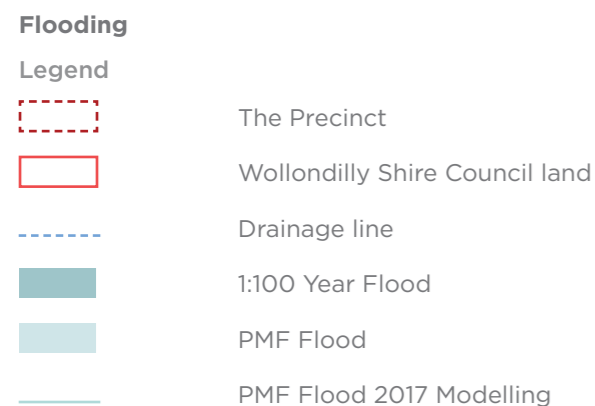 Flooding
Legend
The Precinct
Wollondilly Shire Council land
Drainage line
1:100 Year Flood
PMF Flood
PMF Flood 2017 Modelling